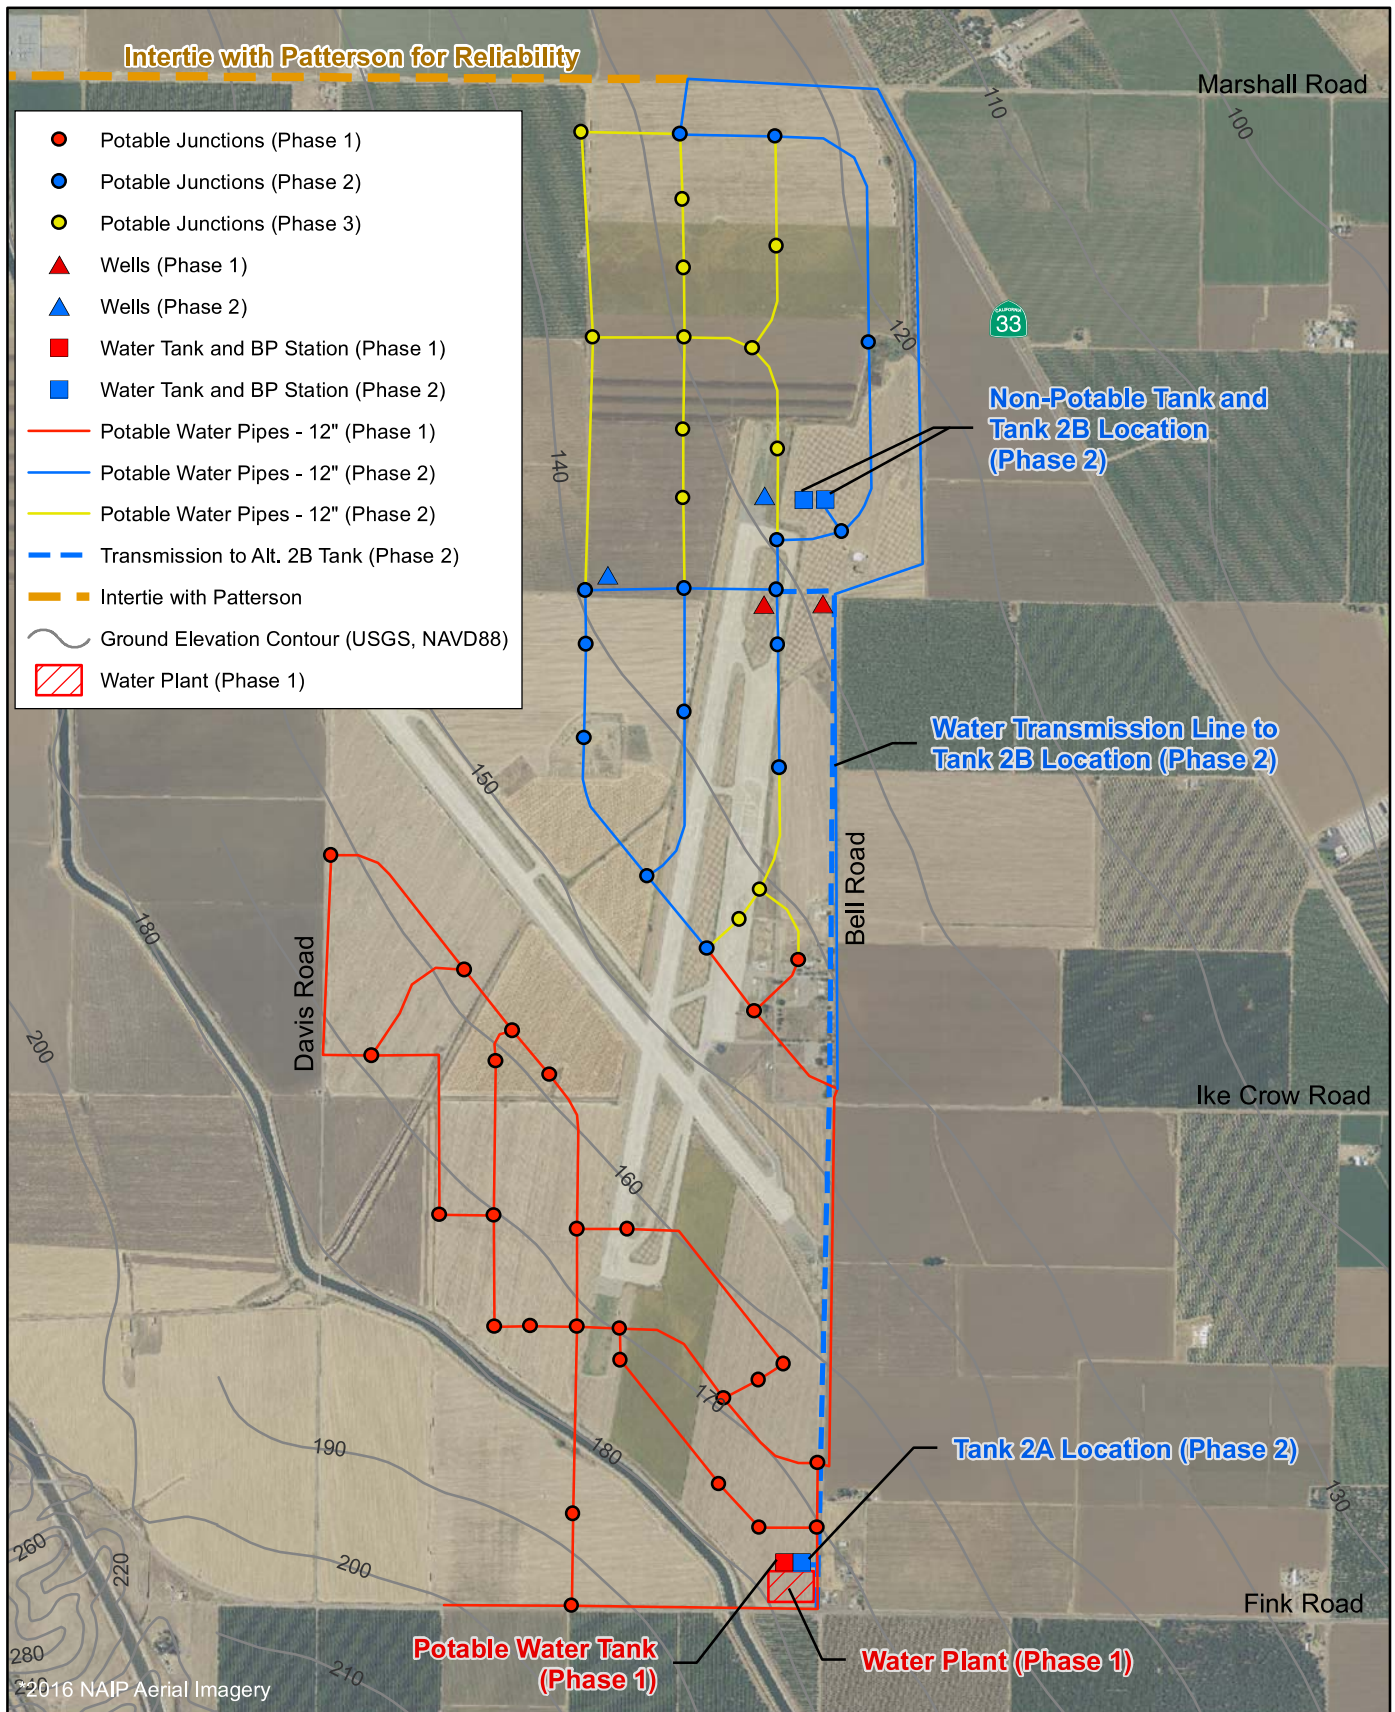 Intertie with Patterson for Reliability
Marshall Road
110
100
Potable Junctions (Phase 1)
Potable Junctions (Phase 2)
Potable Junctions (Phase 3)
Wells (Phase 1)
Wells (Phase 2)
Water Tank and BP Station (Phase 1)
Water Tank and BP Station (Phase 2)
Potable Water Pipes - 12" (Phase 1)
Potable Water Pipes - 12" (Phase 2)
Potable Water Pipes - 12" (Phase 2)
Transmission to Alt. 2B Tank (Phase 2)
Intertie with Patterson
Ground Elevation Contour (USGS, NAVD88)
Water Plant (Phase 1)
CALIFORNIA
33
120
Non-Potable Tank and
Tank 2B Location
(Phase 2)
140
Water Transmission Line to
Tank 2B Location (Phase 2)
150
Bell Road
180
Davis Road
200
Ike Crow Road
160
170
190
180
Tank 2A Location (Phase 2)
130
260
220
200
Fink Road
Potable Water Tank
(Phase 1)
Water Plant (Phase 1)
280
210
240
*2016 NAIP Aerial Imagery